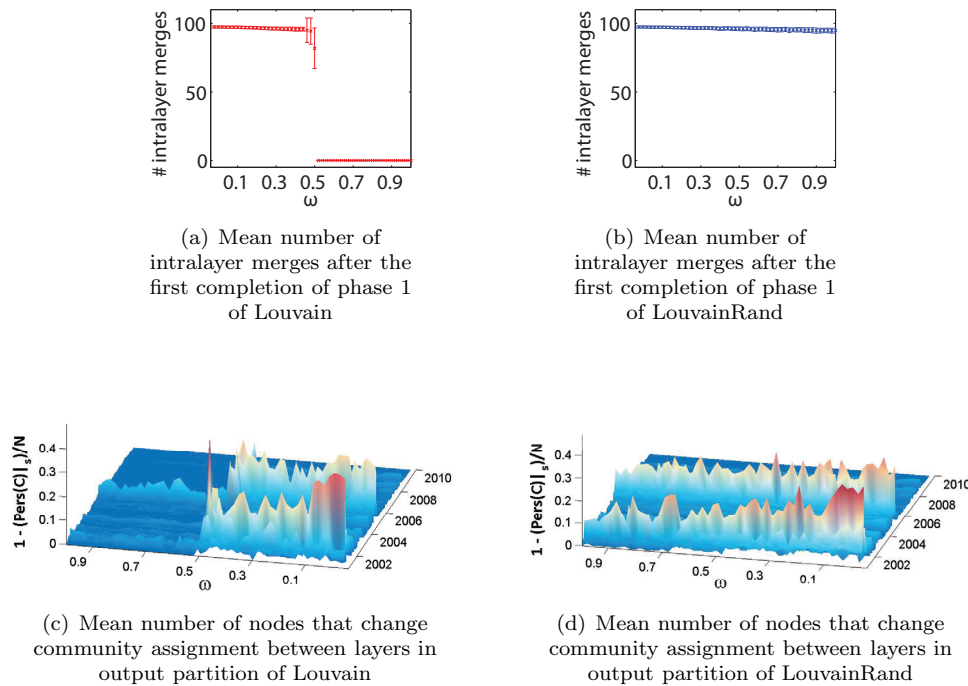 100
50
0
# intralayer merges
0.1 0.3 0.5 0.7 0.9
ω
(a) Mean number of
intralayer merges after the
first completion of phase 1
of Louvain
100
50
0
# intralayer merges
0.1 0.3 0.5 0.7 0.9
ω
(b) Mean number of
intralayer merges after the
first completion of phase 1
of LouvainRand
1 - (Pers(C)|s)/N
0.4
0.3
0.2
0.1
0
0.9 0.7 0.5 0.3 0.1
ω
2010
2008
2006
2004
2002
(c) Mean number of nodes that change
community assignment between layers in
output partition of Louvain
1 - (Pers(C)|s)/N
0.4
0.3
0.2
0.1
0
0.9 0.7 0.5 0.3 0.1
ω
2010
2008
2006
2004
2002
(d) Mean number of nodes that change
community assignment between layers in
output partition of LouvainRand